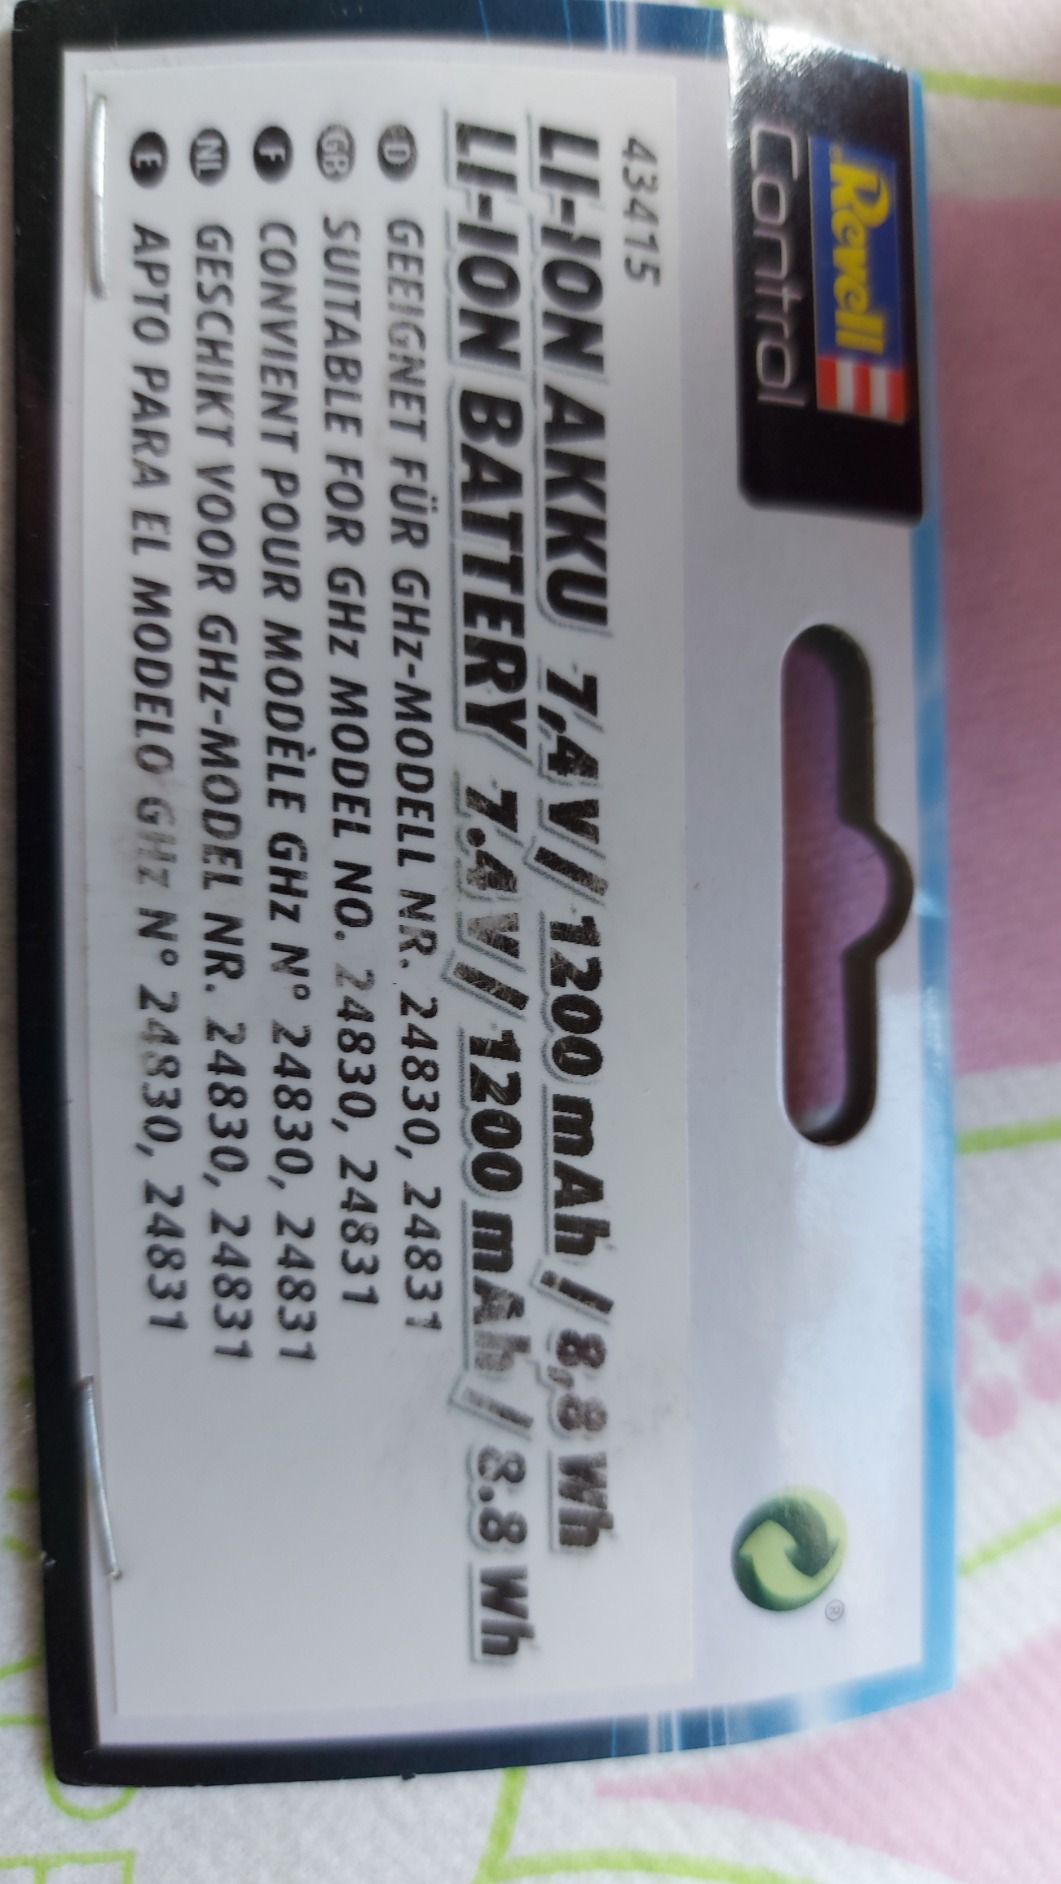 Revell
Control
43415
LI-ION AKKU 7,4 V / 1200 mAh / 8,8 Wh
LI-ION BATTERY 7.4 V / 1200 mAh / 8.8 Wh
D GEEIGNET FÜR GHz-MODELL NR. 24830, 24831
GB SUITABLE FOR GHz MODEL NO. 24830, 24831
F CONVIENT POUR MODÈLE GHz N° 24830, 24831
NL GESCHIKT VOOR GHz-MODEL NR. 24830, 24831
E APTO PARA EL MODELO GHz N° 24830, 24831